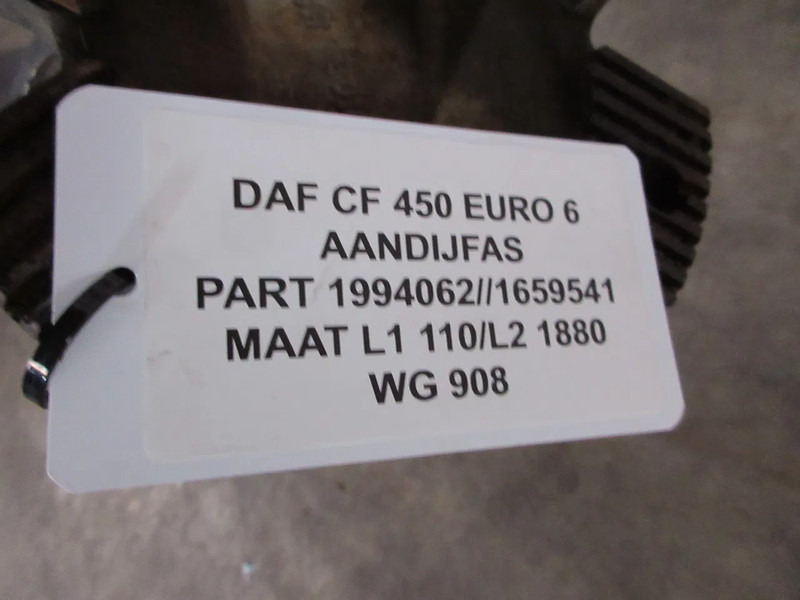 DAF CF 450 EURO 6
AANDIJFAS
PART 1994062//1659541
MAAT L1 110/L2 1880
WG 908